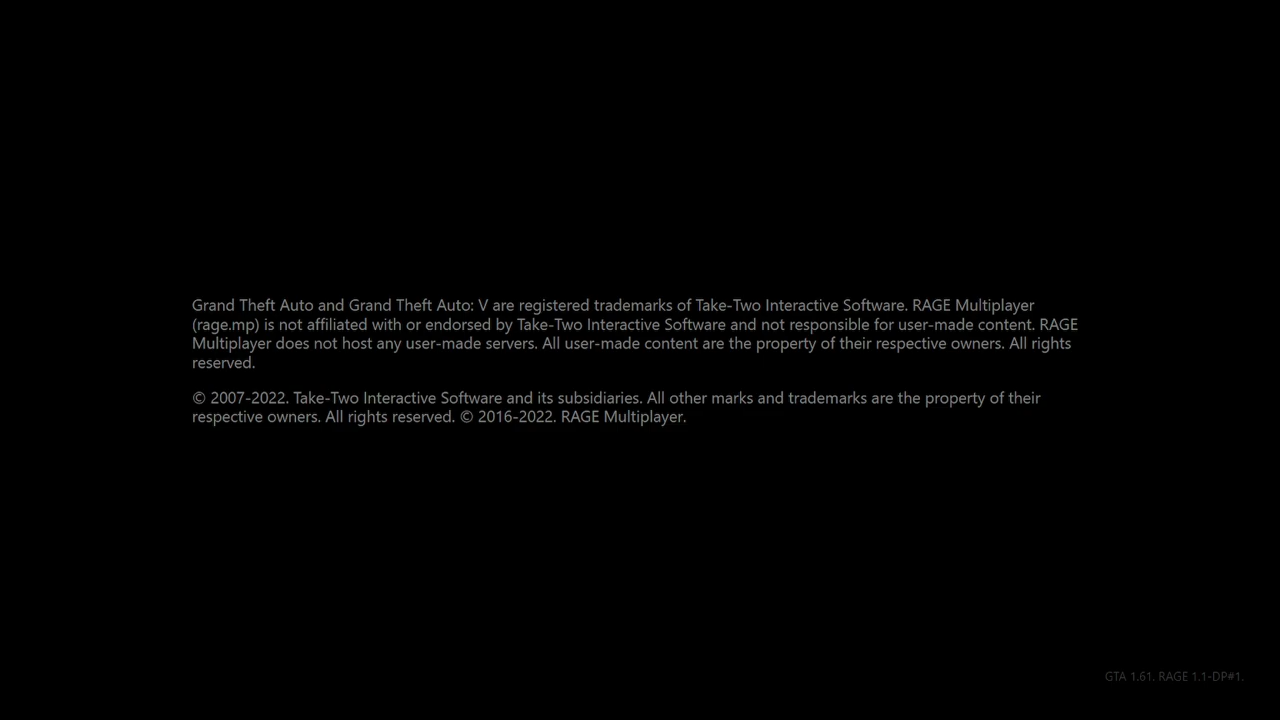 Grand Theft Auto and Grand Theft Auto: V are registered trademarks of Take-Two Interactive Software. RAGE Multiplayer
(rage.mp) is not affiliated with or endorsed by Take-Two Interactive Software and not responsible for user-made content. RAGE
Multiplayer does not host any user-made servers. All user-made content are the property of their respective owners. All rights
reserved.
© 2007-2022. Take-Two Interactive Software and its subsidiaries. All other marks and trademarks are the property of their
respective owners. All rights reserved. © 2016-2022. RAGE Multiplayer.
GTA 1.61. RAGE 1.1-DP#1.